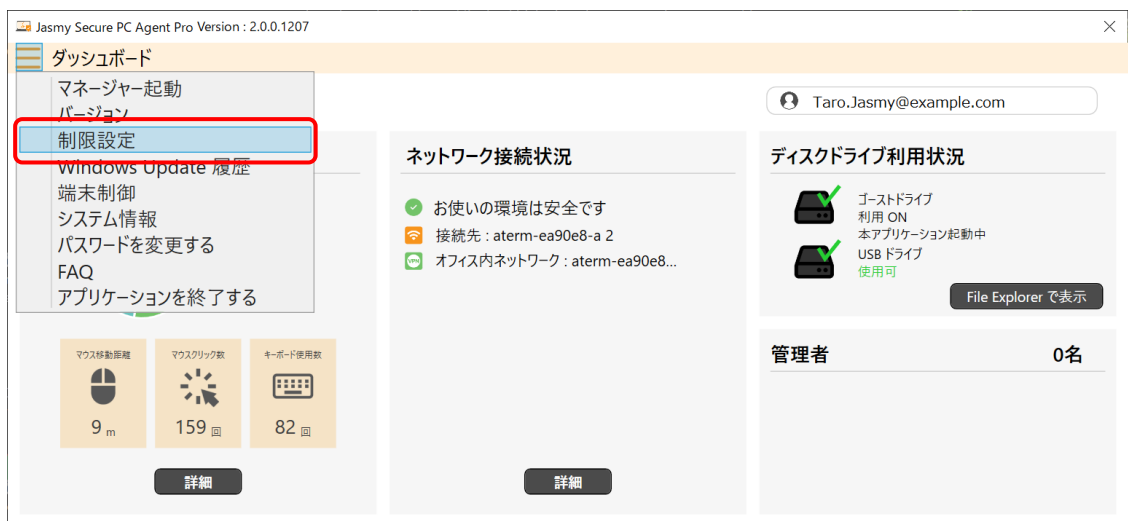 Jasmy Secure PC Agent Pro Version : 2.0.0.1207
ダッシュボード
マネージャー起動
バージョン
制限設定
Windows Update 履歴
端末制御
システム情報
パスワードを変更する
FAQ
アプリケーションを終了する
Taro.Jasmy@example.com
マウス移動距離
9 m
マウスクリック数
159 回
キーボード使用数
82 回
詳細
ネットワーク接続状況
お使いの環境は安全です
接続先 : aterm-ea90e8-a 2
VPN
オフィス内ネットワーク : aterm-ea90e8...
詳細
ディスクドライブ利用状況
ゴーストドライブ
利用 ON
本アプリケーション起動中
USB ドライブ
使用可
File Explorer で表示
管理者
0名